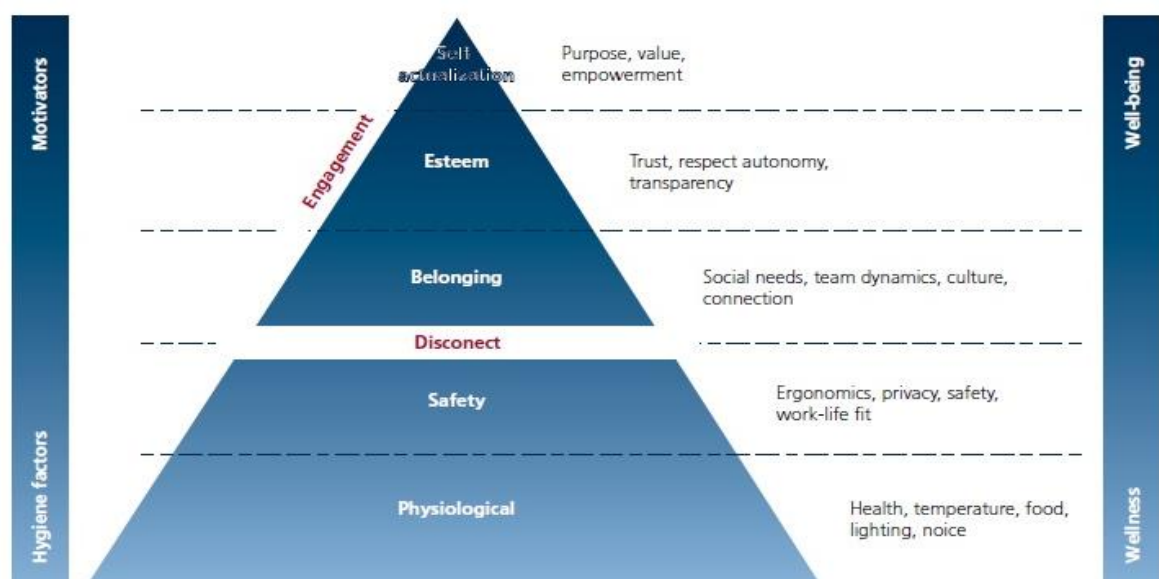 Motivators
Hygiene factors
Self
actualization
Purpose, value,
empowerment
Engagement
Esteem
Trust, respect autonomy,
transparency
Belonging
Social needs, team dynamics, culture,
connection
Disconect
Safety
Ergonomics, privacy, safety,
work-life fit
Physiological
Health, temperature, food,
lighting, noice
Well-being
Wellness